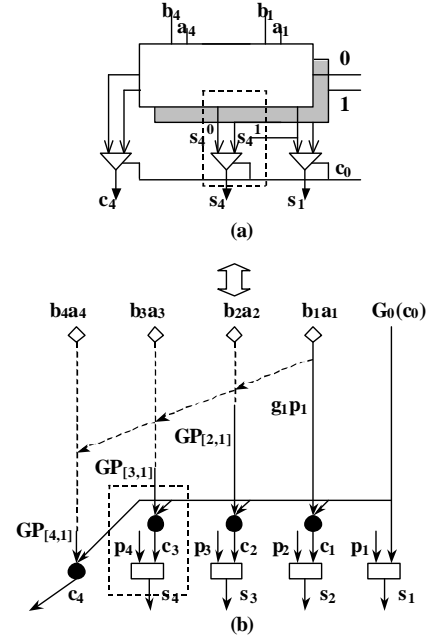 b4 b1
a4 a1
0
1
s4^0 s4^1
c0
c4 s4 s1
(a)
b4a4 b3a3 b2a2 b1a1 G0(c0)
g1p1
GP[2,1]
GP[3,1]
GP[4,1]
p4 c3 p3 c2 p2 c1 p1
c4 s4 s3 s2 s1
(b)